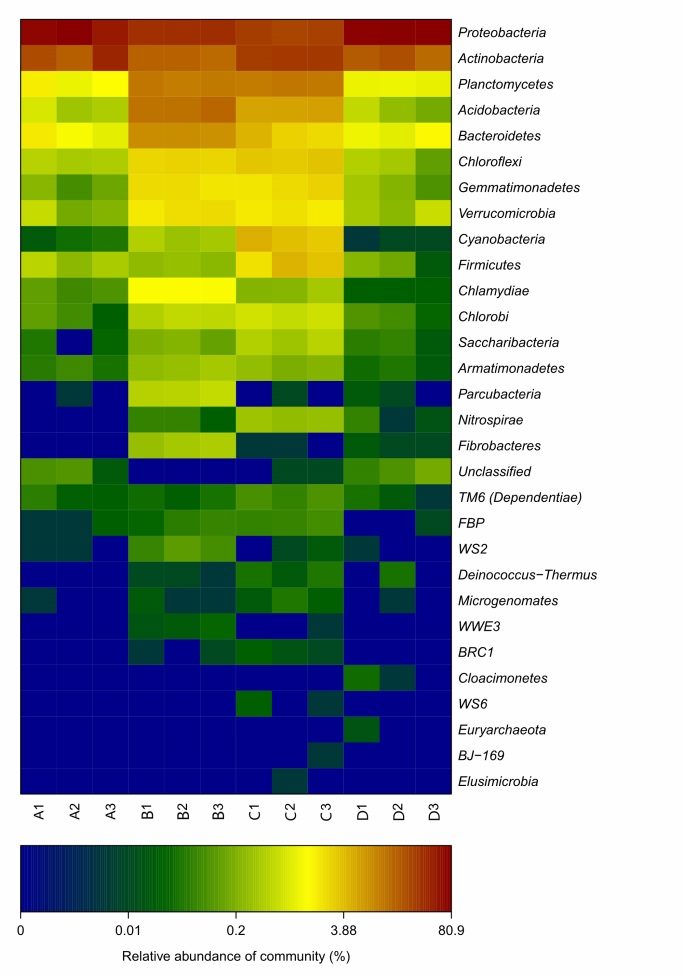 Proteobacteria
Actinobacteria
Planctomycetes
Acidobacteria
Bacteroidetes
Chloroflexi
Gemmatimonadetes
Verrucomicrobia
Cyanobacteria
Firmicutes
Chlamydiae
Chlorobi
Saccharibacteria
Armatimonadetes
Parcubacteria
Nitrospirae
Fibrobacteres
Unclassified
TM6 (Dependentiae)
FBP
WS2
Deinococcus−Thermus
Microgenomates
WWE3
BRC1
Cloacimonetes
WS6
Euryarchaeota
BJ−169
Elusimicrobia
A1 A2 A3 B1 B2 B3 C1 C2 C3 D1 D2 D3
0 0.01 0.2 3.88 80.9
Relative abundance of community (%)